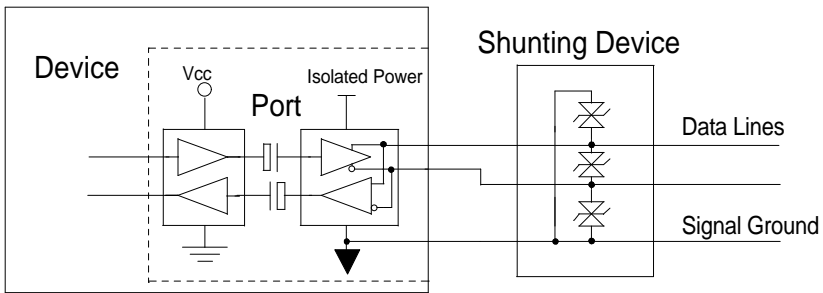 Shunting Device
Device
Vcc
Isolated Power
Port
Data Lines
Signal Ground